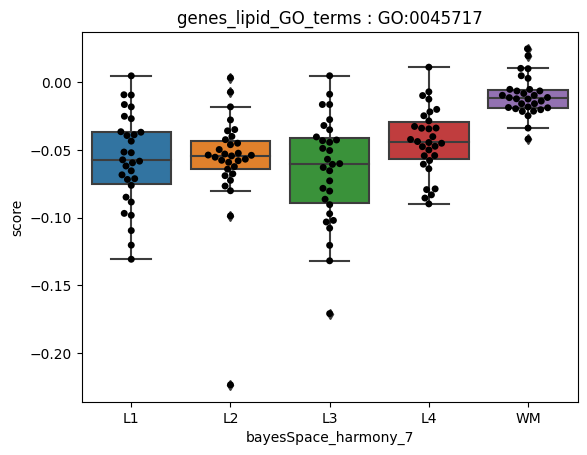 genes_lipid_GO_terms : GO:0045717
score
0.00
−0.05
−0.10
−0.15
−0.20
L1 L2 L3 L4 WM
bayesSpace_harmony_7